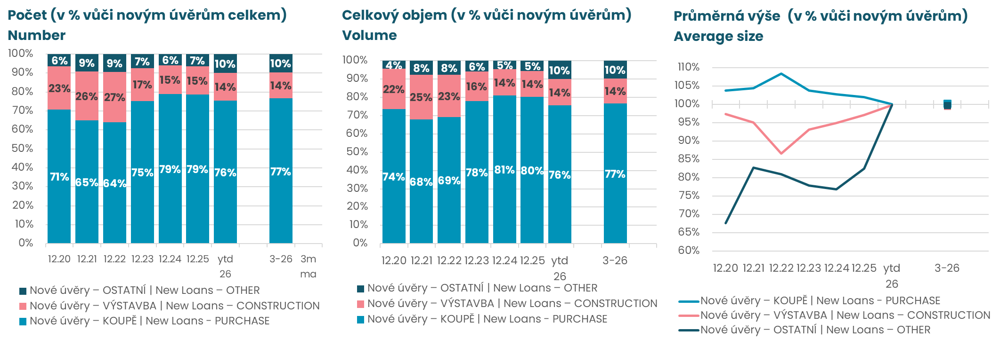 Počet (v % vůči novým úvěrům celkem)
Number
100%
90%
80%
70%
60%
50%
40%
30%
20%
10%
0%
6% 9% 9% 7% 6% 7% 10% 10%
23% 26% 27% 17% 15% 15% 14% 14%
71% 65% 64% 75% 79% 79% 76% 77%
12.20 12.21 12.22 12.23 12.24 12.25 ytd 3-26 3m
26 ma
Nové úvěry – OSTATNÍ | New Loans – OTHER
Nové úvěry – VÝSTAVBA | New Loans – CONSTRUCTION
Nové úvěry – KOUPĚ | New Loans - PURCHASE
Celkový objem (v % vůči novým úvěrům)
Volume
100%
90%
80%
70%
60%
50%
40%
30%
20%
10%
0%
4% 8% 8% 6% 5% 5% 10% 10%
22% 25% 23% 16% 14% 14% 14% 14%
74% 68% 69% 78% 81% 80% 76% 77%
12.20 12.21 12.22 12.23 12.24 12.25 ytd 3-26
26
Nové úvěry – OSTATNÍ | New Loans – OTHER
Nové úvěry – VÝSTAVBA | New Loans – CONSTRUCTION
Nové úvěry – KOUPĚ | New Loans - PURCHASE
Průměrná výše (v % vůči novým úvěrům)
Average size
110%
105%
100%
95%
90%
85%
80%
75%
70%
65%
60%
12.20 12.21 12.22 12.23 12.24 12.25 ytd 3-26
26
Nové úvěry – KOUPĚ | New Loans - PURCHASE
Nové úvěry – VÝSTAVBA | New Loans – CONSTRUCTION
Nové úvěry – OSTATNÍ | New Loans – OTHER